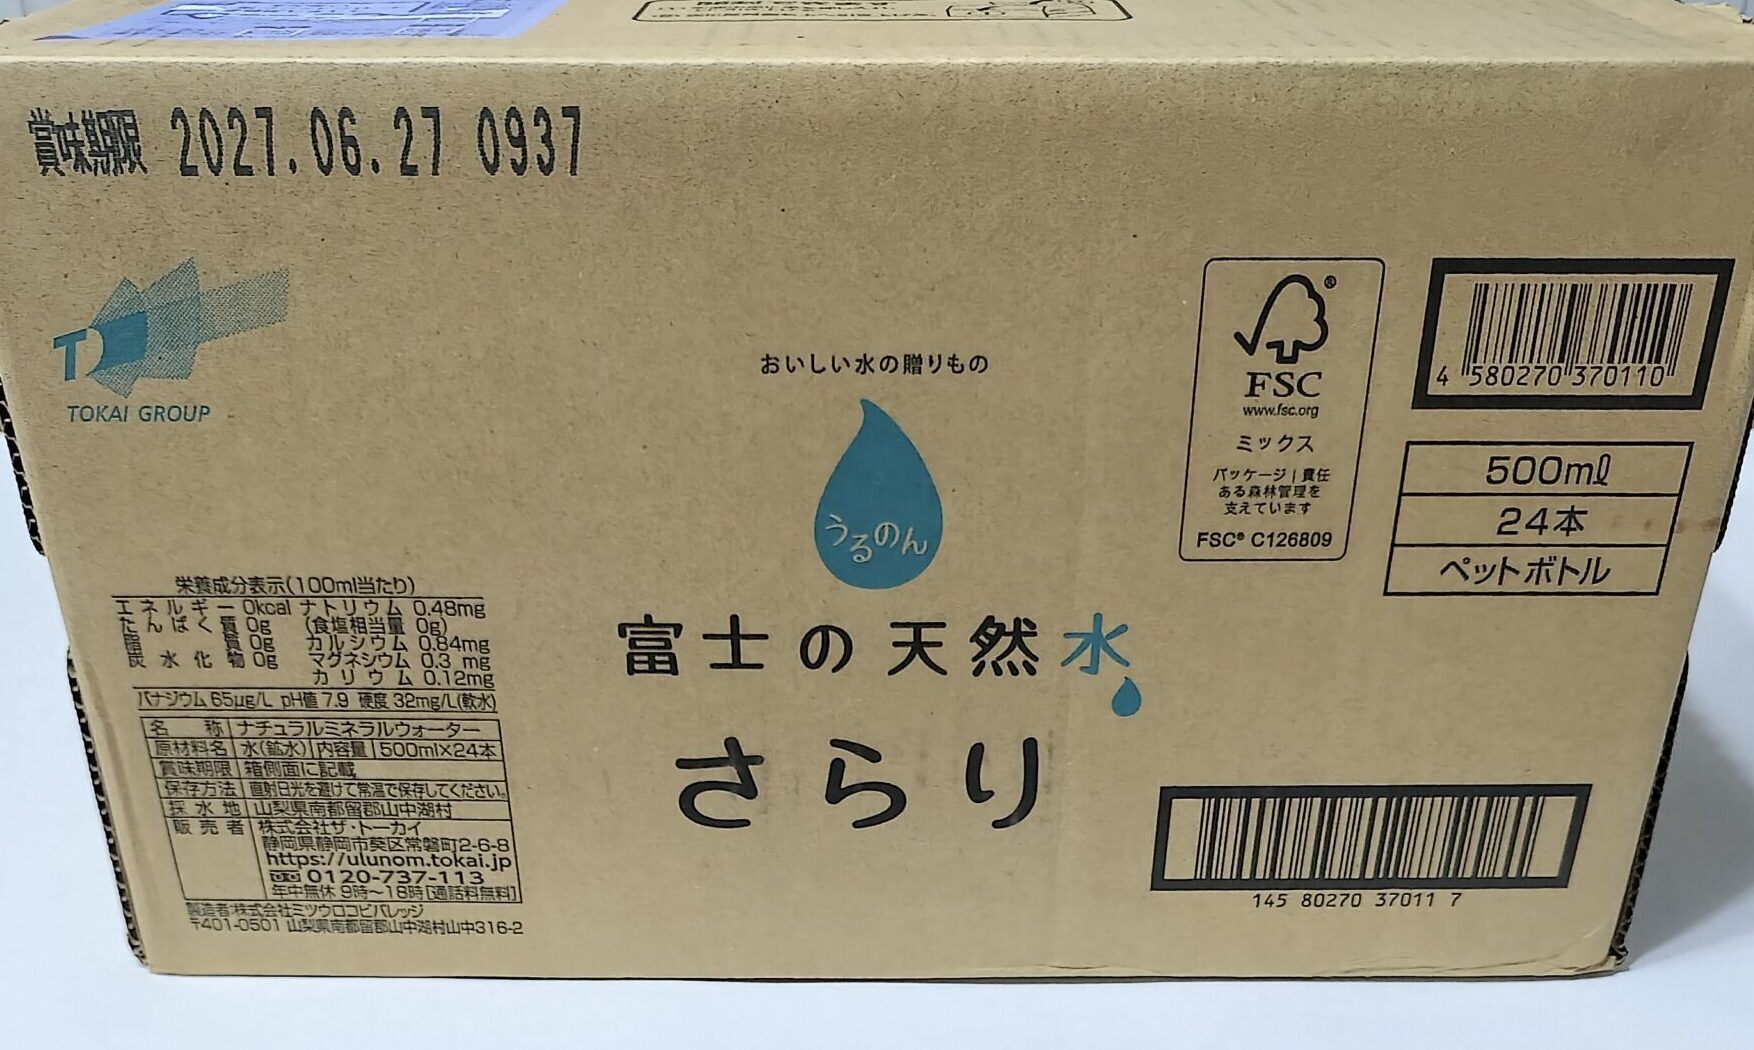 賞味期限 2027.06.27 0937
TOKAI GROUP
おいしい水の贈りもの
うるのん
富士の天然水
さらり
FSC®
www.fsc.org
ミックス
パッケージ|責任
ある森林管理を
支えています
FSC® C126809
4 580270 370110
500ml
24本
ペットボトル
145 80270 37011 7
栄養成分表示(100ml当たり)
エネルギー 0kcal ナトリウム 0.48mg
たんぱく質 0g (食塩相当量 0g)
脂質 0g カルシウム 0.84mg
炭水化物 0g マグネシウム 0.3 mg
カリウム 0.12mg
バナジウム 65μg/L pH値 7.9 硬度 32mg/L(軟水)
名称 ナチュラルミネラルウォーター
原材料名 水(鉱水) 内容量 500ml×24本
賞味期限 箱側面に記載
保存方法 直射日光を避けて常温で保存してください。
採水地 山梨県南都留郡山中湖村
販売者 株式会社ザ・トーカイ
静岡県静岡市葵区常磐町2-6-8
https://ulunom.tokai.jp
0120-737-113
年中無休 9時~18時[通話料無料]
製造者:株式会社ミツウロコビバレッジ
〒401-0501 山梨県南都留郡山中湖村山中316-2